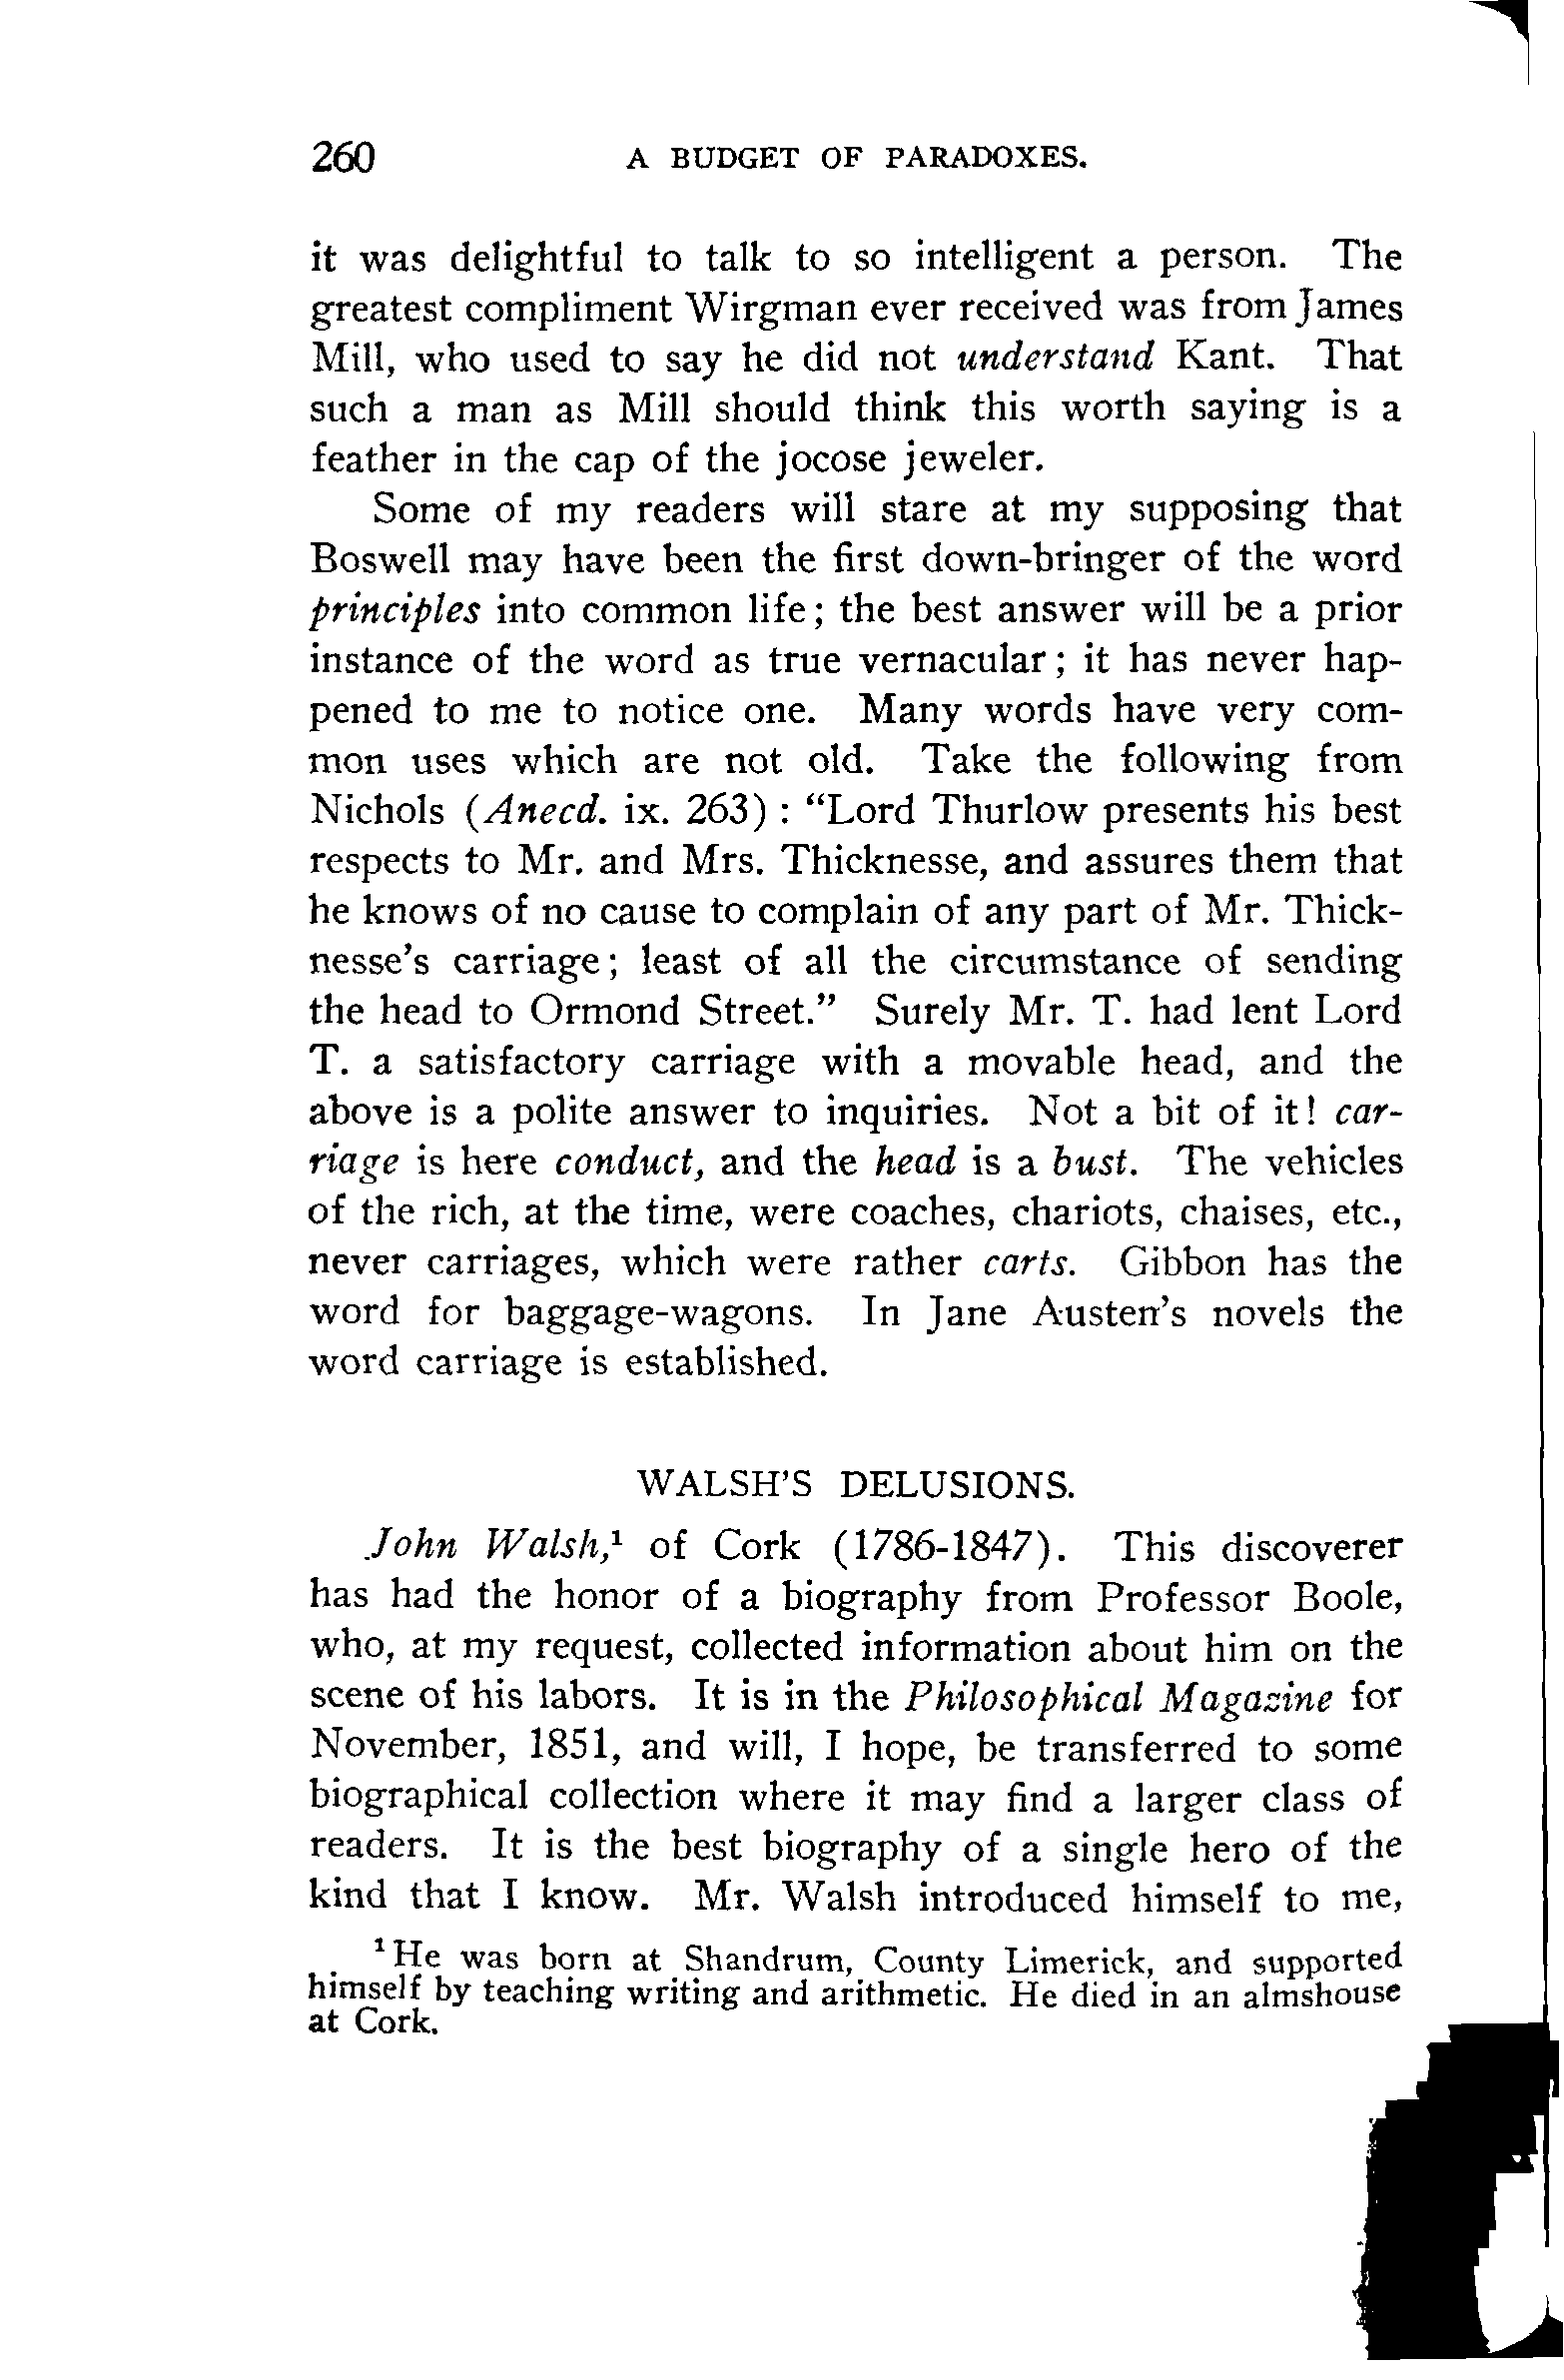 260 A BUDGET OF PARADOXES.
it was delightful to talk to so intelligent a person. The
greatest compliment Wirgman ever received was from James
Mill, who used to say he did not understand Kant. That
such a man as Mill should think this worth saying is a
feather in the cap of the jocose jeweler.
Some of my readers will stare at my supposing that
Boswell may have been the first down-bringer of the word
principles into common life; the best answer will be a prior
instance of the word as true vernacular; it has never hap-
pened to me to notice one. Many words have very com-
mon uses which are not old. Take the following from
Nichols (Anecd. ix. 263): “Lord Thurlow presents his best
respects to Mr. and Mrs. Thicknesse, and assures them that
he knows of no cause to complain of any part of Mr. Thick-
nesse’s carriage; least of all the circumstance of sending
the head to Ormond Street.” Surely Mr. T. had lent Lord
T. a satisfactory carriage with a movable head, and the
above is a polite answer to inquiries. Not a bit of it! car-
riage is here conduct, and the head is a bust. The vehicles
of the rich, at the time, were coaches, chariots, chaises, etc.,
never carriages, which were rather carts. Gibbon has the
word for baggage-wagons. In Jane Austen’s novels the
word carriage is established.
WALSH’S DELUSIONS.
John Walsh,¹ of Cork (1786-1847). This discoverer
has had the honor of a biography from Professor Boole,
who, at my request, collected information about him on the
scene of his labors. It is in the Philosophical Magazine for
November, 1851, and will, I hope, be transferred to some
biographical collection where it may find a larger class of
readers. It is the best biography of a single hero of the
kind that I know. Mr. Walsh introduced himself to me,
¹ He was born at Shandrum, County Limerick, and supported
himself by teaching writing and arithmetic. He died in an almshouse
at Cork.